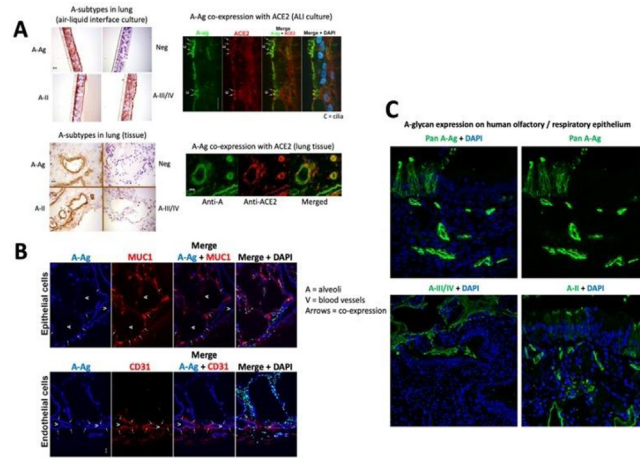 A
A-subtypes in lung
(air-liquid interface culture)
A-Ag
Neg
A-II
A-III/IV
A-Ag co-expression with ACE2 (ALI culture)
A-ag
ACE2
Merge
A-ag + ACE2
Merge + DAPI
C = cilia
A-subtypes in lung (tissue)
A-Ag
Neg
A-II
A-III/IV
A-Ag co-expression with ACE2 (lung tissue)
Anti-A
Anti-ACE2
Merged
B
Merge
A-Ag
MUC1
A-Ag + MUC1
Merge + DAPI
Epithelial cells
A = alveoli
V = blood vessels
Arrows = co-expression
Merge
A-Ag
CD31
A-Ag + CD31
Merge + DAPI
Endothelial cells
C
A-glycan expression on human olfactory / respiratory epithelium
Pan A-Ag + DAPI
Pan A-Ag
A-III/IV + DAPI
A-II + DAPI